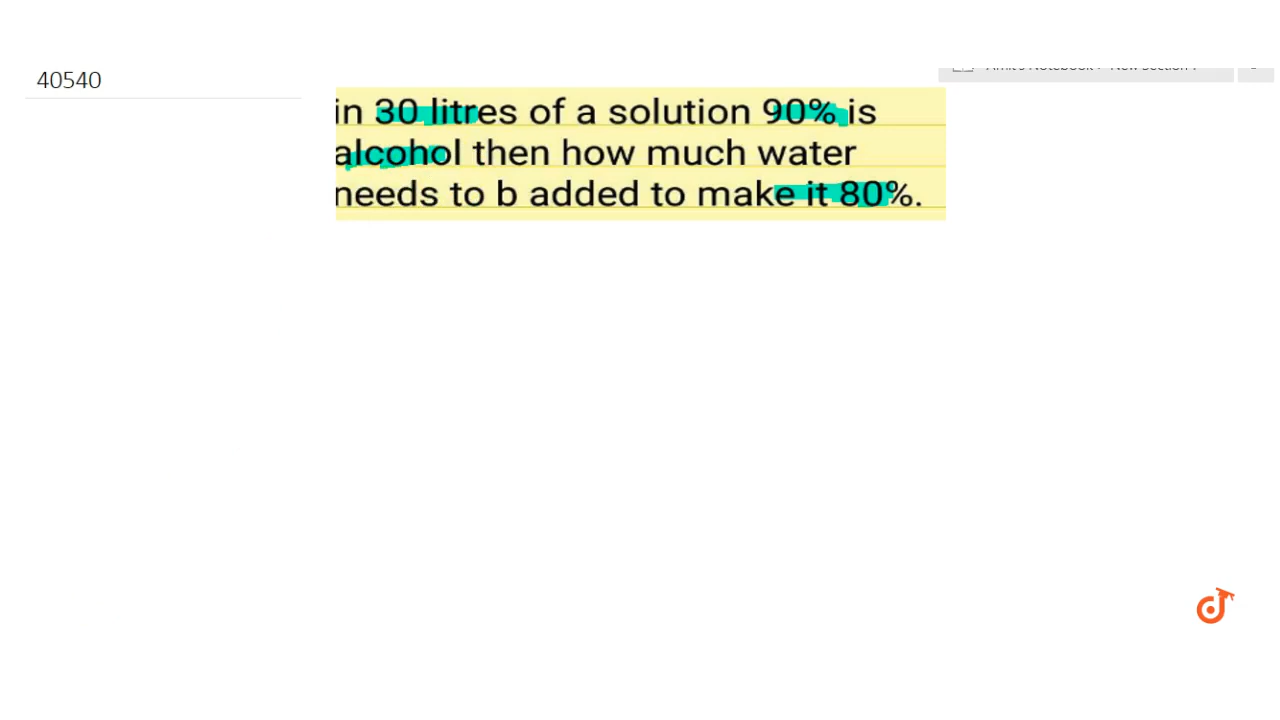 40540
in 30 litres of a solution 90% is
alcohol then how much water
needs to b added to make it 80%.